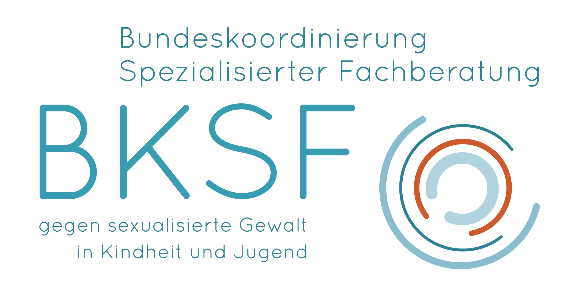 Bundeskoordinierung
Spezialisierter Fachberatung
BKSF
gegen sexualisierte Gewalt
in Kindheit und Jugend